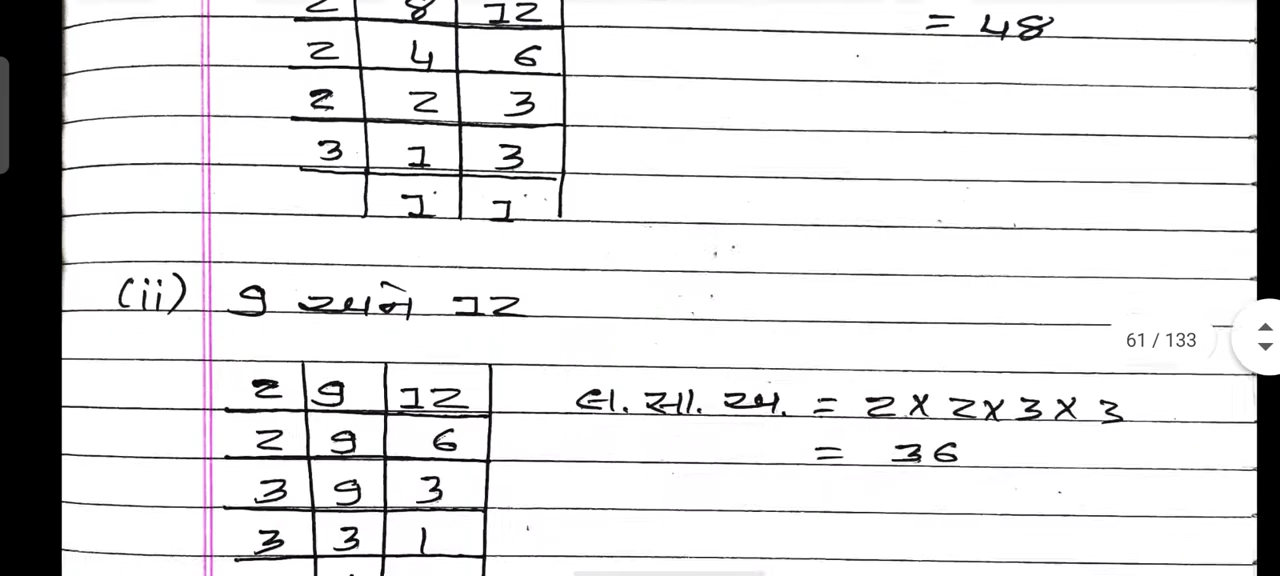 2 8 12
= 48
2 4 6
2 2 3
3 1 3
1 1
(ii) 9 અને 12
61 / 133
2 9 12
લ. સા. અ. = 2 × 2 × 3 × 3
2 9 6
= 36
3 9 3
3 3 1